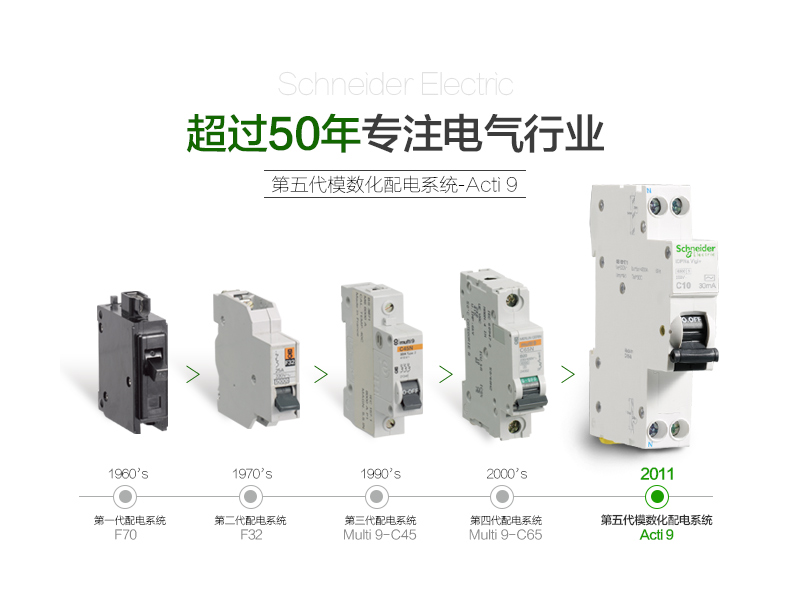 Schneider Electric
超过50年专注电气行业
第五代模数化配电系统-Acti 9
Schneider
Electric
C10
30mA
multi 9
C45N
O-OFF
O.OFF
1960's
1970's
1990's
2000's
2011
第一代配电系统
第二代配电系统
第三代配电系统
第四代配电系统
第五代模数化配电系统
F70
F32
Multi 9-C45
Multi 9-C65
Acti 9